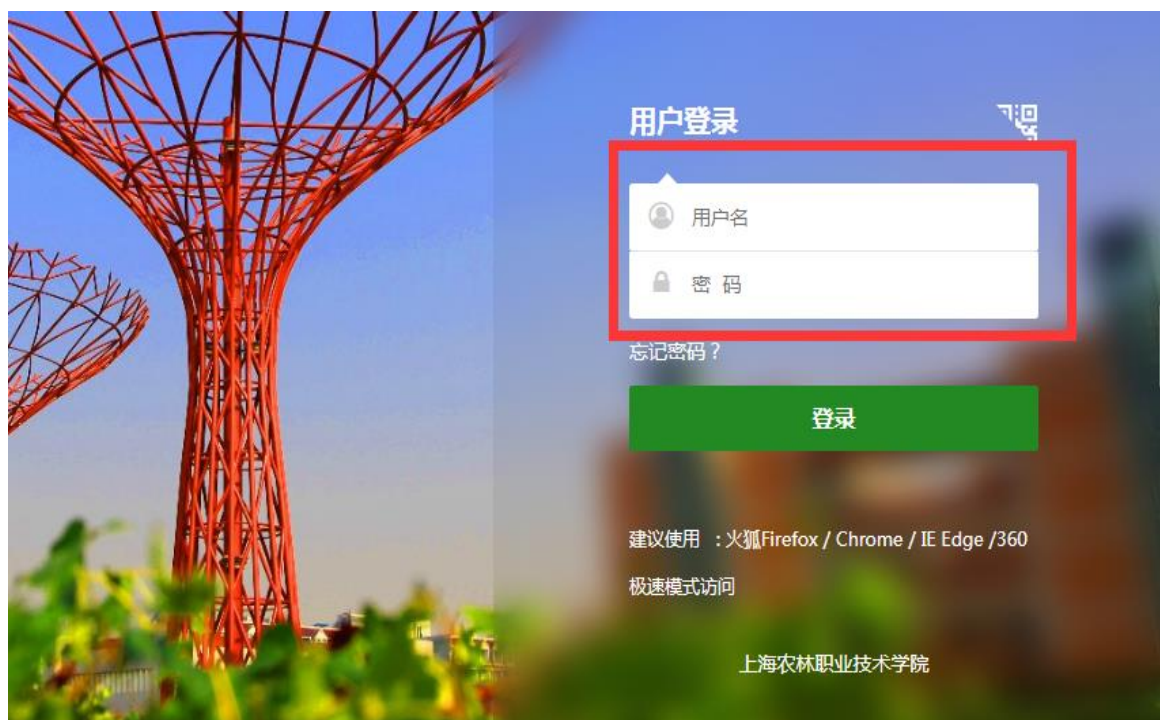 用户登录
用户名
密 码
忘记密码？
登录
建议使用 ：火狐Firefox / Chrome / IE Edge /360
极速模式访问
上海农林职业技术学院